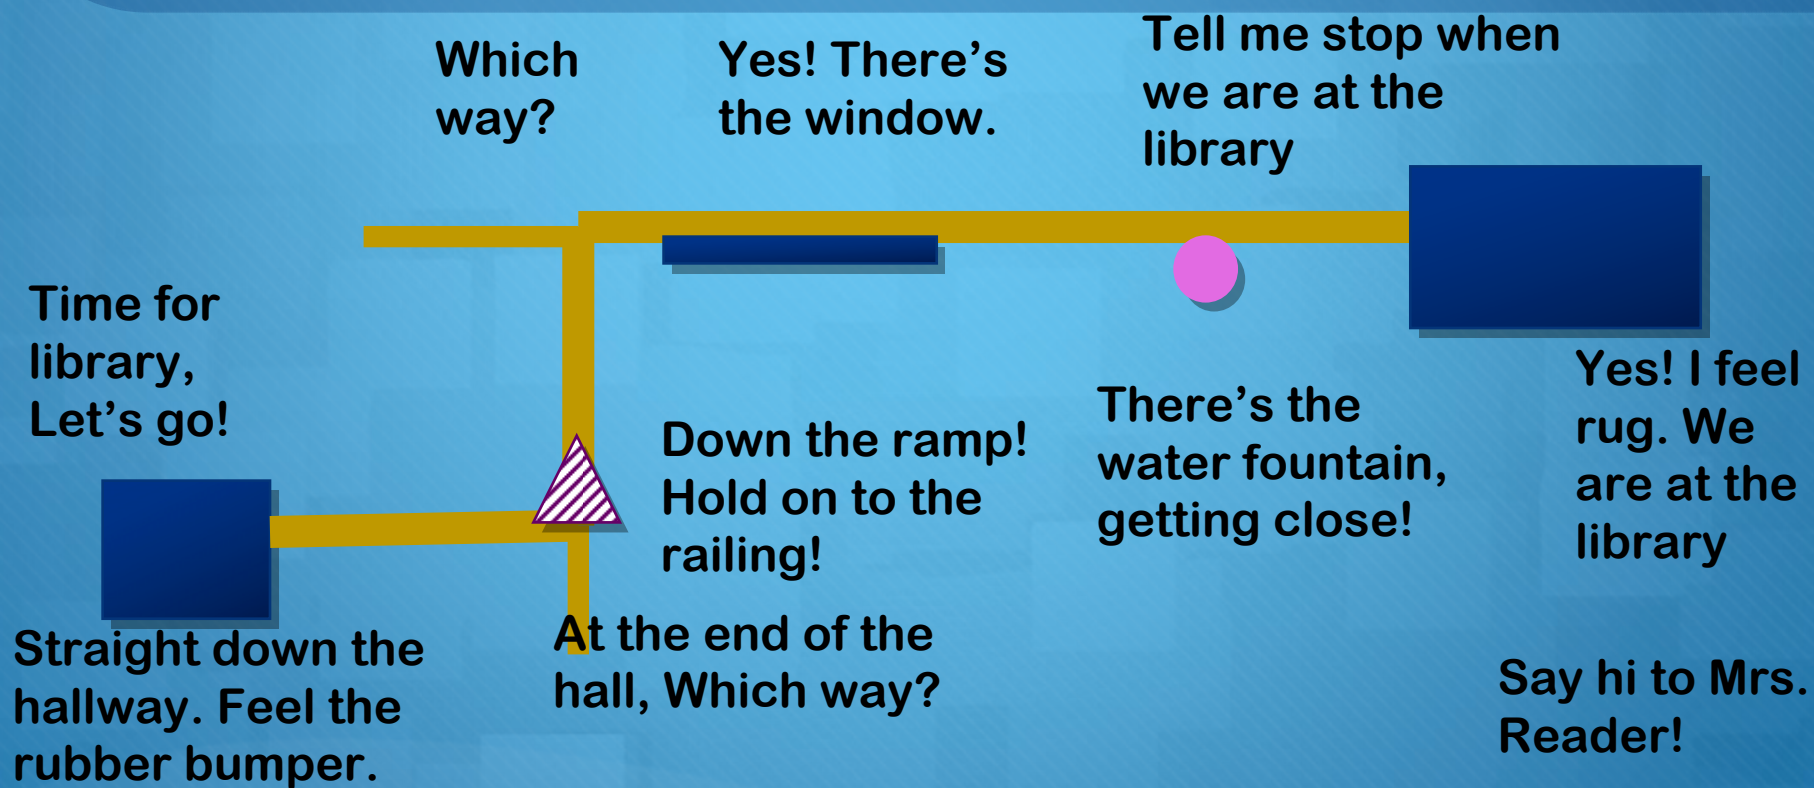 Which
way?
Yes! There’s
the window.
Tell me stop when
we are at the
library
Time for
library,
Let’s go!
Down the ramp!
Hold on to the
railing!
There’s the
water fountain,
getting close!
Yes! I feel
rug. We
are at the
library
Straight down the
hallway. Feel the
rubber bumper.
At the end of the
hall, Which way?
Say hi to Mrs.
Reader!